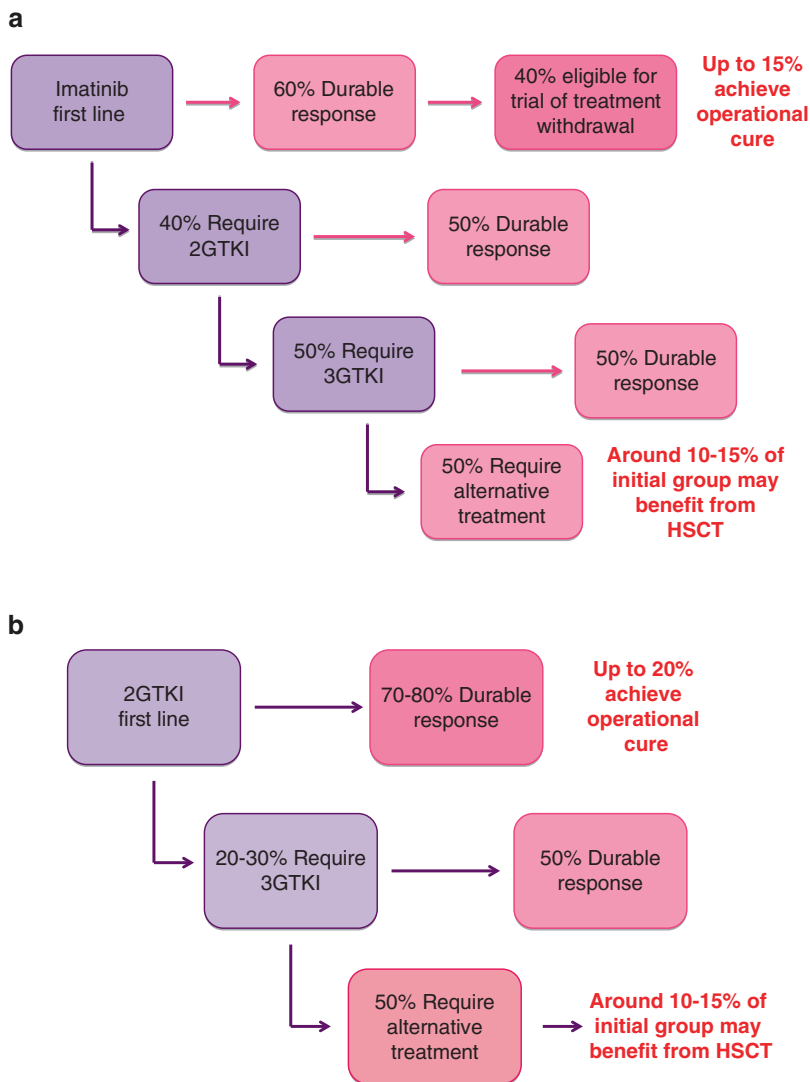 a
Imatinib
first line
60% Durable
response
40% eligible for
trial of treatment
withdrawal
Up to 15%
achieve
operational
cure
40% Require
2GTKI
50% Durable
response
50% Require
3GTKI
50% Durable
response
50% Require
alternative
treatment
Around 10-15% of
initial group may
benefit from
HSCT
b
2GTKI
first line
70-80% Durable
response
Up to 20%
achieve
operational
cure
20-30% Require
3GTKI
50% Durable
response
50% Require
alternative
treatment
Around 10-15% of
initial group may
benefit from HSCT